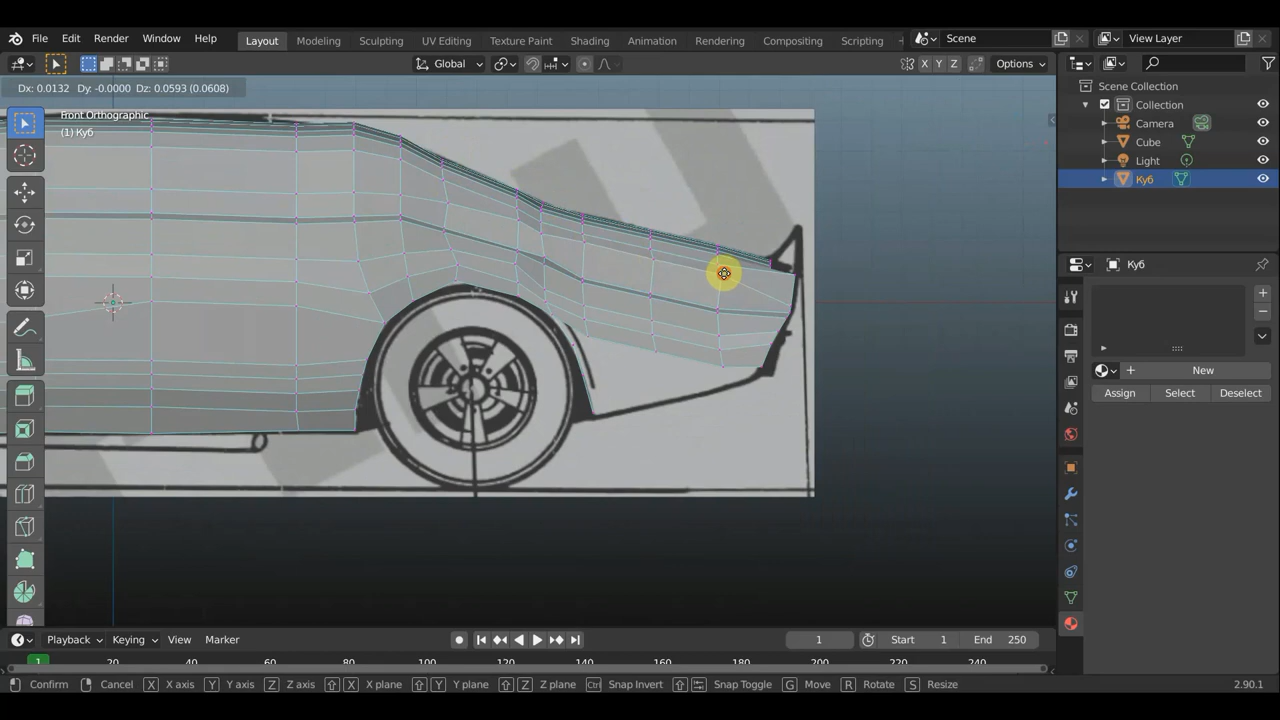 File Edit Render Window Help
Layout Modeling Sculpting UV Editing Texture Paint Shading Animation Rendering Compositing Scripting
Scene
View Layer
Global
X Y Z
Options
Dx: 0.0132 Dy: -0.0000 Dz: 0.0593 (0.0608)
Front Orthographic
(1) Куб
Scene Collection
Collection
Camera
Cube
Light
Куб
Куб
New
Assign Select Deselect
Playback Keying View Marker
1
Start 1
End 250
1 20 40 60 80 100 120 140 160 180 200 220 240
Confirm Cancel X X axis Y Y axis Z Z axis X X plane Y Y plane Z Z plane Ctrl Snap Invert Snap Toggle G Move R Rotate S Resize
2.90.1